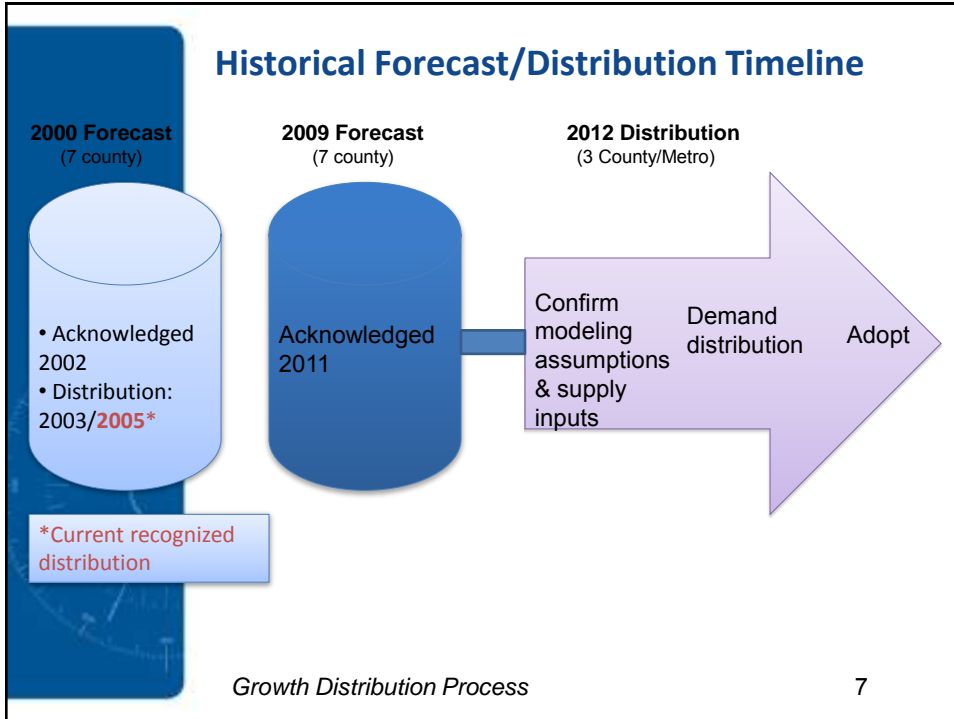 Historical Forecast/Distribution Timeline
2000 Forecast
(7 county)
2009 Forecast
(7 county)
2012 Distribution
(3 County/Metro)
• Acknowledged
2002
• Distribution:
2003/2005*
Acknowledged
2011
Confirm
modeling
assumptions
& supply
inputs
Demand
distribution
Adopt
*Current recognized
distribution
Growth Distribution Process
7